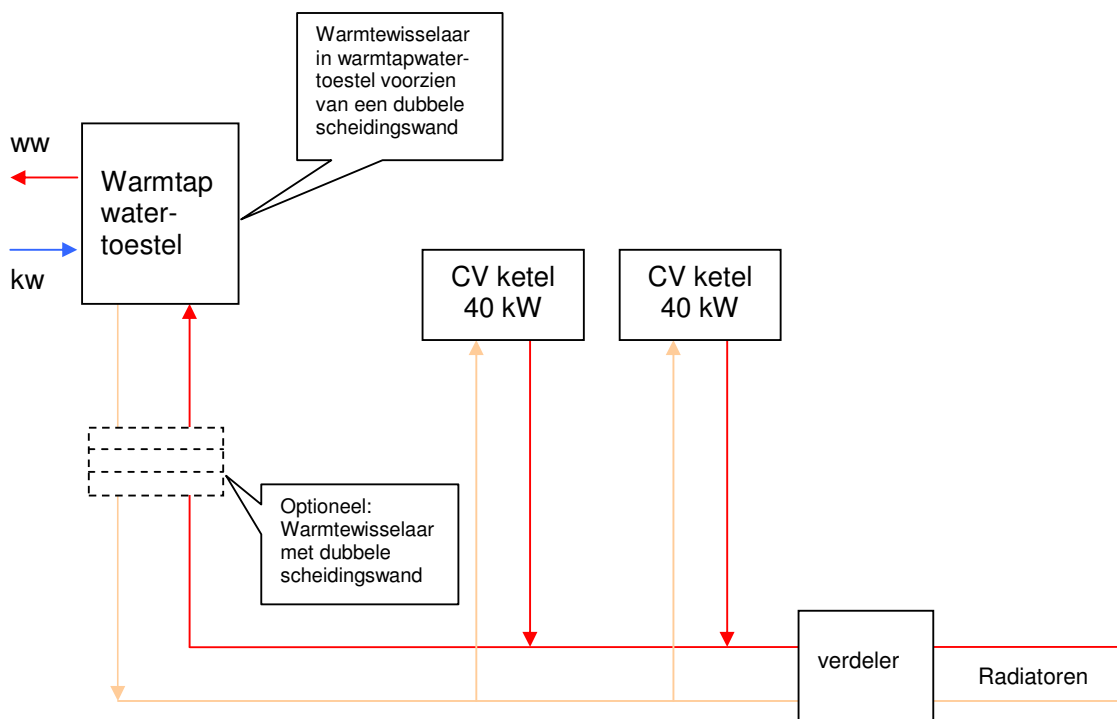 Warmtewisselaar
in warmtapwater-
toestel voorzien
van een dubbele
scheidingswand
ww
Warmtap
water-
toestel
kw
CV ketel
40 kW
CV ketel
40 kW
Optioneel:
Warmtewisselaar
met dubbele
scheidingswand
verdeler
Radiatoren